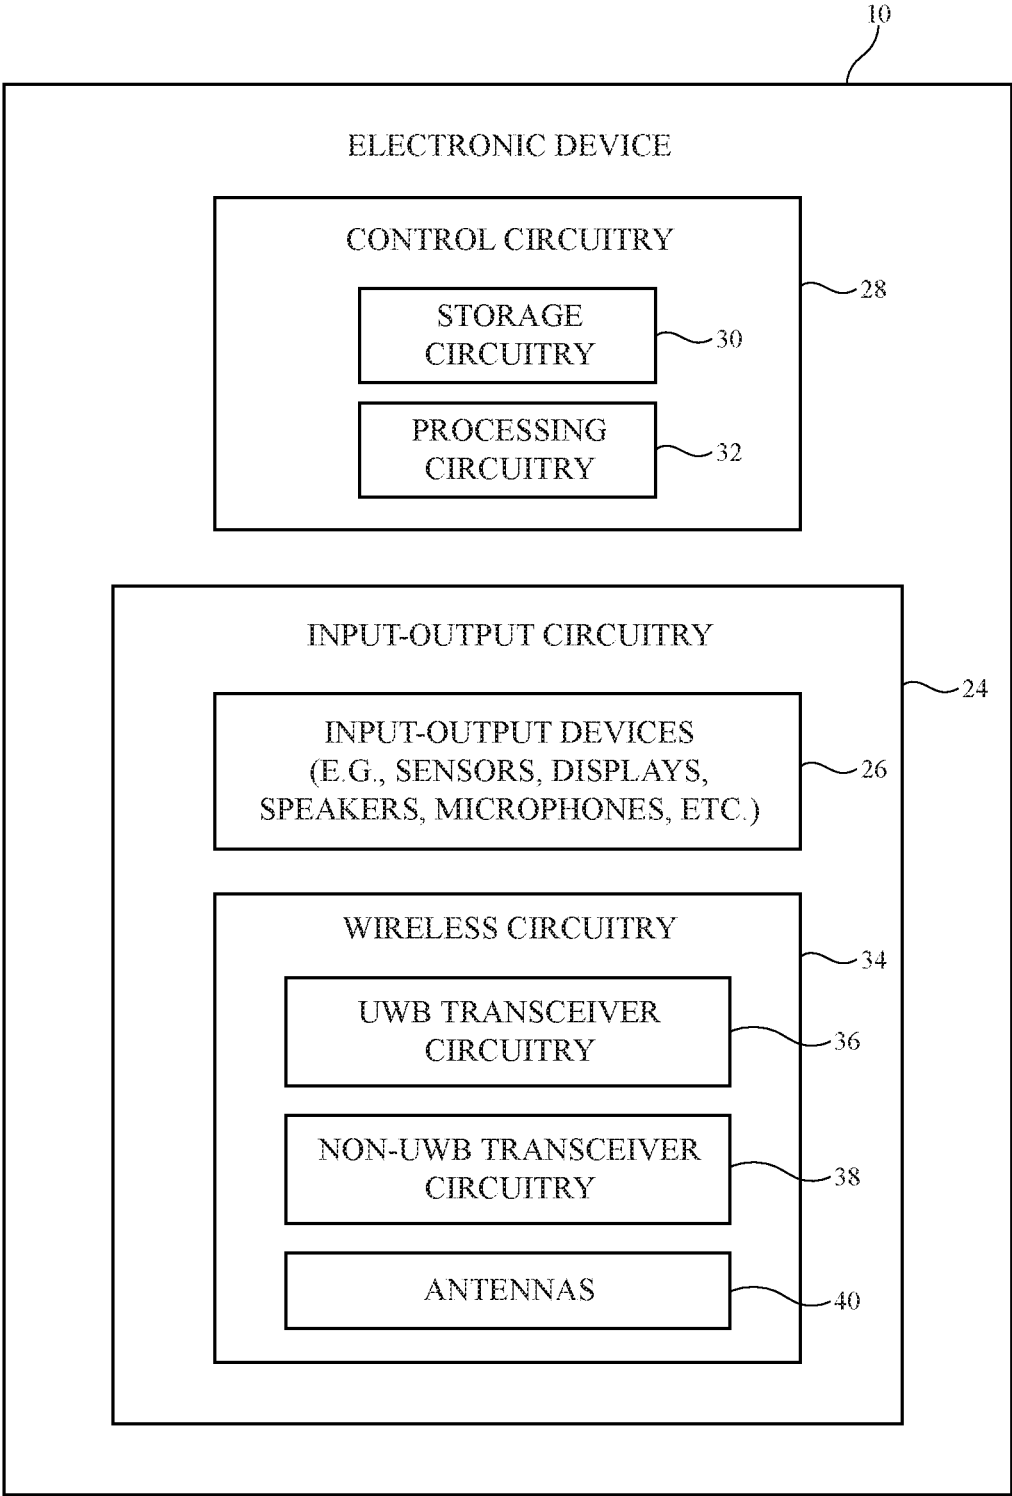 10
ELECTRONIC DEVICE
CONTROL CIRCUITRY
28
STORAGE
CIRCUITRY
30
PROCESSING
CIRCUITRY
32
INPUT-OUTPUT CIRCUITRY
24
INPUT-OUTPUT DEVICES
(E.G., SENSORS, DISPLAYS,
SPEAKERS, MICROPHONES, ETC.)
26
WIRELESS CIRCUITRY
34
UWB TRANSCEIVER
CIRCUITRY
36
NON-UWB TRANSCEIVER
CIRCUITRY
38
ANTENNAS
40